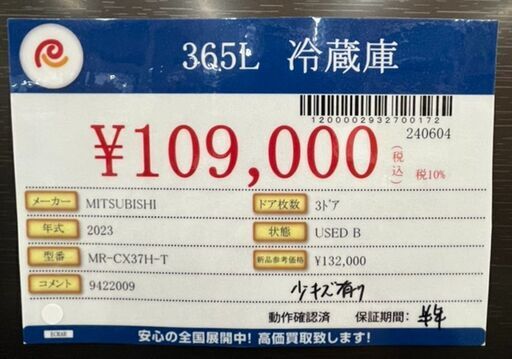 365L 冷蔵庫
1200002932700172
240604
¥109,000 (税込) 税10%
メーカー MITSUBISHI ドア枚数 3ドア
年式 2023 状態 USED B
型番 MR-CX37H-T 新品参考価格 ¥132,000
コメント 9422009 少キズ有り
動作確認済 保証期間: 半年
安心の全国展開中! 高価買取致します!